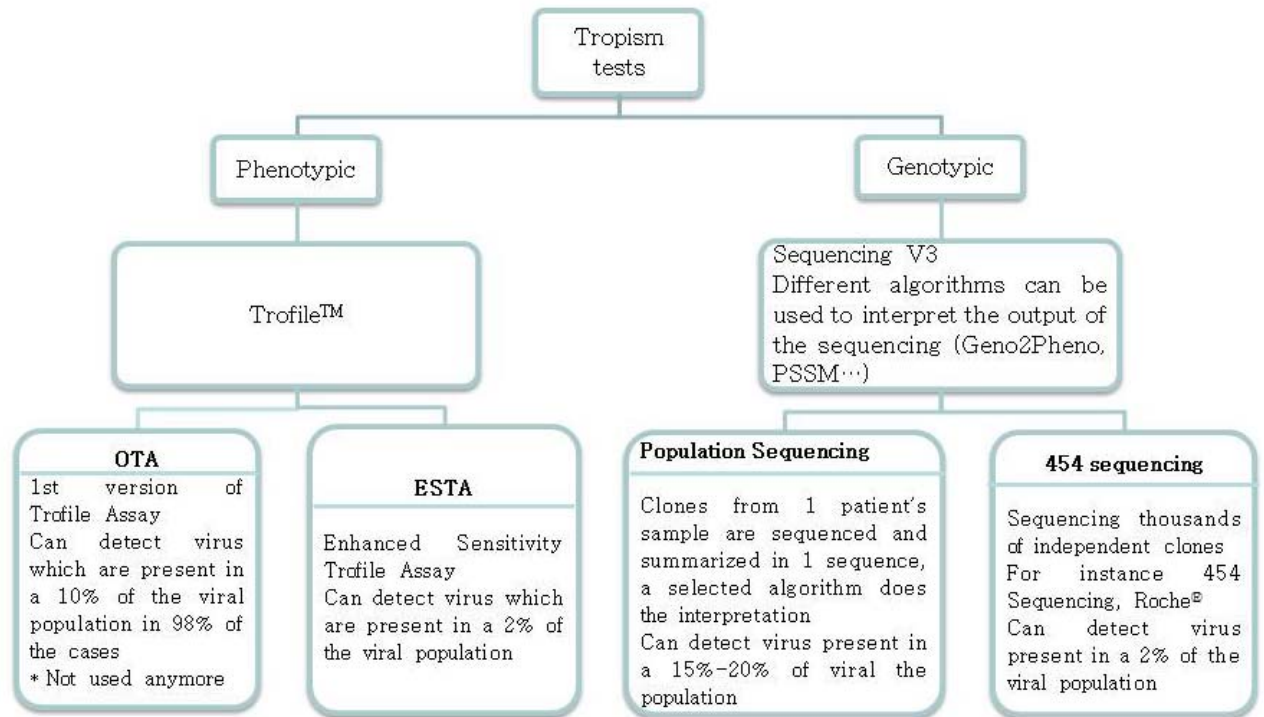 Tropism
tests
Phenotypic
Genotypic
Trofile™
Sequencing V3
Different algorithms can be
used to interpret the output of
the sequencing (Geno2Pheno,
PSSM…)
OTA
1st version of
Trofile Assay
Can detect virus
which are present in
a 10% of the viral
population in 98% of
the cases
* Not used anymore
ESTA
Enhanced Sensitivity
Trofile Assay
Can detect virus which
are present in a 2% of
the viral population
Population Sequencing
Clones from 1 patient's
sample are sequenced and
summarized in 1 sequence,
a selected algorithm does
the interpretation
Can detect virus present in
a 15%-20% of viral the
population
454 sequencing
Sequencing thousands
of independent clones
For instance 454
Sequencing, Roche®
Can detect virus
present in a 2% of the
viral population